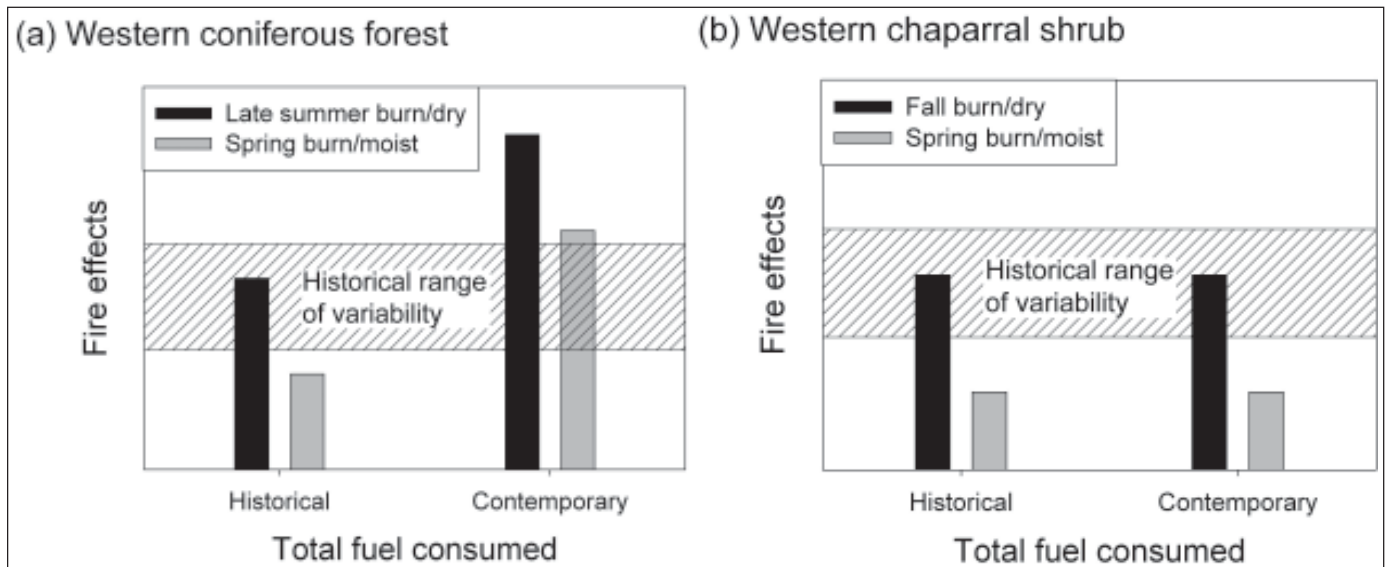 (a) Western coniferous forest
Late summer burn/dry
Spring burn/moist
Fire effects
Historical range
of variability
Historical
Contemporary
Total fuel consumed
(b) Western chaparral shrub
Fall burn/dry
Spring burn/moist
Fire effects
Historical range
of variability
Historical
Contemporary
Total fuel consumed